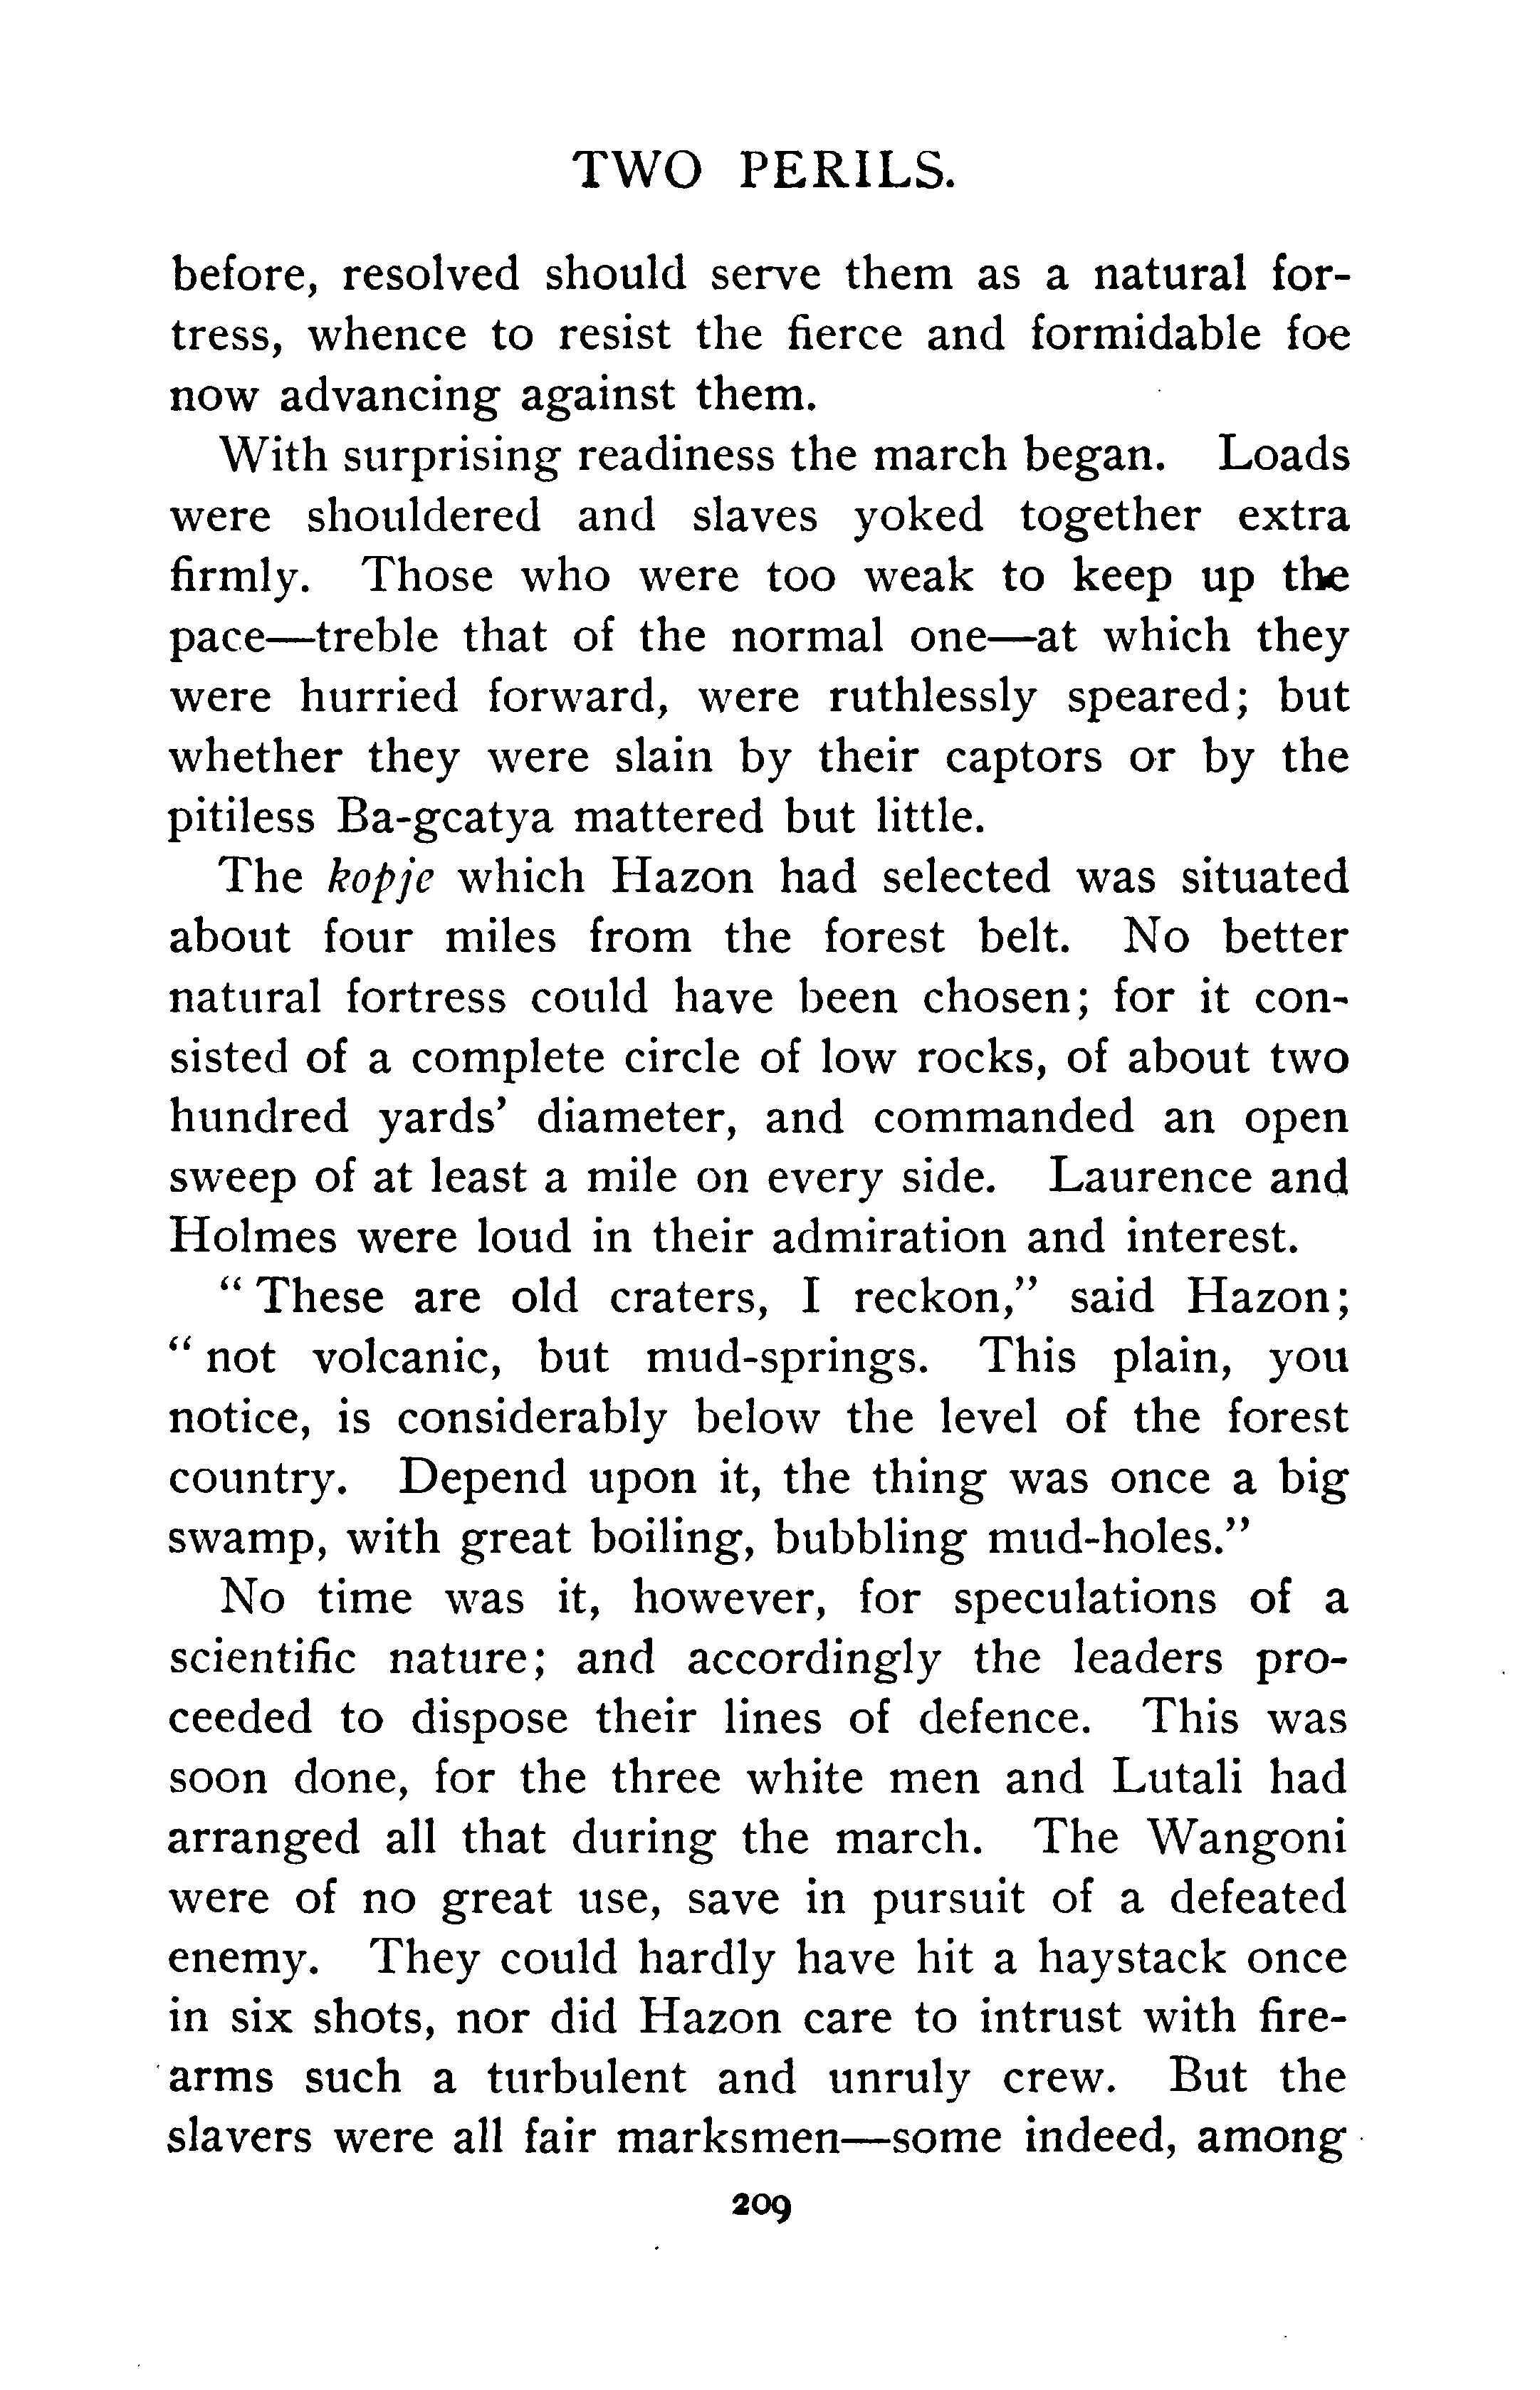 TWO PERILS.
before, resolved should serve them as a natural for-
tress, whence to resist the fierce and formidable foe
now advancing against them.
With surprising readiness the march began. Loads
were shouldered and slaves yoked together extra
firmly. Those who were too weak to keep up the
pace—treble that of the normal one—at which they
were hurried forward, were ruthlessly speared; but
whether they were slain by their captors or by the
pitiless Ba-gcatya mattered but little.
The kopje which Hazon had selected was situated
about four miles from the forest belt. No better
natural fortress could have been chosen; for it con-
sisted of a complete circle of low rocks, of about two
hundred yards' diameter, and commanded an open
sweep of at least a mile on every side. Laurence and
Holmes were loud in their admiration and interest.
"These are old craters, I reckon," said Hazon;
"not volcanic, but mud-springs. This plain, you
notice, is considerably below the level of the forest
country. Depend upon it, the thing was once a big
swamp, with great boiling, bubbling mud-holes."
No time was it, however, for speculations of a
scientific nature; and accordingly the leaders pro-
ceeded to dispose their lines of defence. This was
soon done, for the three white men and Lutali had
arranged all that during the march. The Wangoni
were of no great use, save in pursuit of a defeated
enemy. They could hardly have hit a haystack once
in six shots, nor did Hazon care to intrust with fire-
arms such a turbulent and unruly crew. But the
slavers were all fair marksmen—some indeed, among
209